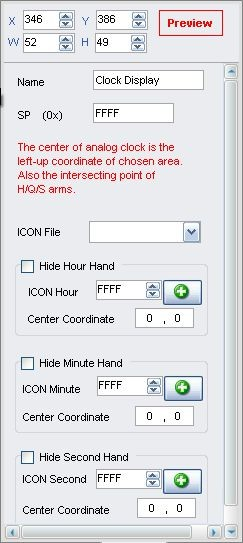 X 346 Y 386 Preview
W 52 H 49
Name Clock Display
SP (0x) FFFF
The center of analog clock is the
left-up coordinate of chosen area.
Also the intersecting point of
H/Q/S arms.
ICON File
Hide Hour Hand
ICON Hour FFFF
Center Coordinate 0 , 0
Hide Minute Hand
ICON Minute FFFF
Center Coordinate 0 , 0
Hide Second Hand
ICON Second FFFF
Center Coordinate 0 , 0